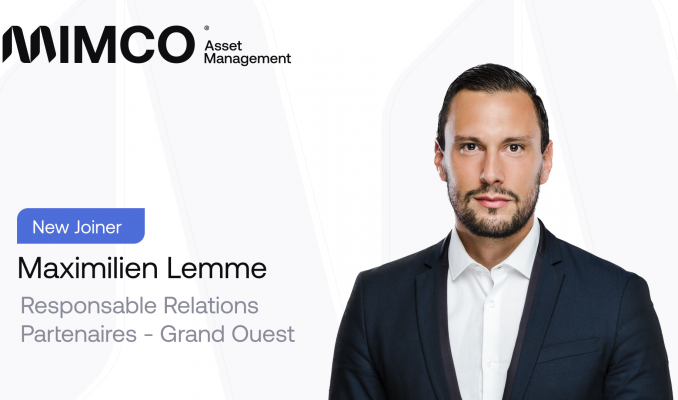 MIMCO ®
Asset
Management
New Joiner
Maximilien Lemme
Responsable Relations
Partenaires - Grand Ouest